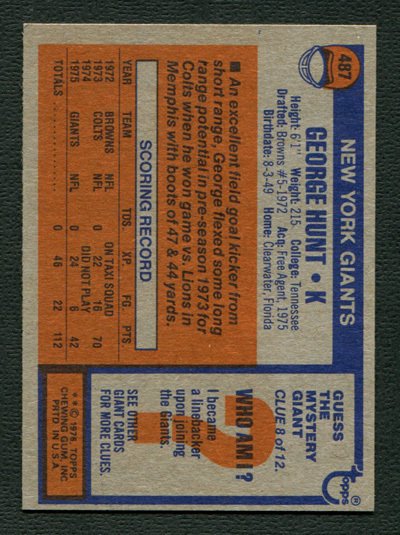 487
NEW YORK GIANTS
GEORGE HUNT • K
Height: 6'1" Weight: 215 College: Tennessee
Drafted: Browns #5-1972 Acq: Free Agent, 1975
Birthdate: 8-3-49 Home: Clearwater, Florida
■ An excellent field goal kicker from
short range, George flexed some long
range potential in pre-season 1973 for
Colts when he won game vs. Lions in
Memphis with boots of 47 & 44 yards.
SCORING RECORD
YEAR TEAM TDS. XP FG PTS.
1972 BROWNS NFL ON TAXI SQUAD
1973 COLTS NFL 0 22 16 70
1974 DID NOT PLAY
1975 GIANTS NFL 0 24 6 42
TOTALS 0 46 22 112
topps ®
GUESS
THE
MYSTERY
GIANT
CLUE 8 of 12.
WHO AM I?
I became
a linebacker
upon joining
the Giants.
SEE OTHER
GIANT CARDS
FOR MORE CLUES.
** © 1976 TOPPS
CHEWING GUM, INC
PRTD. IN U.S.A.